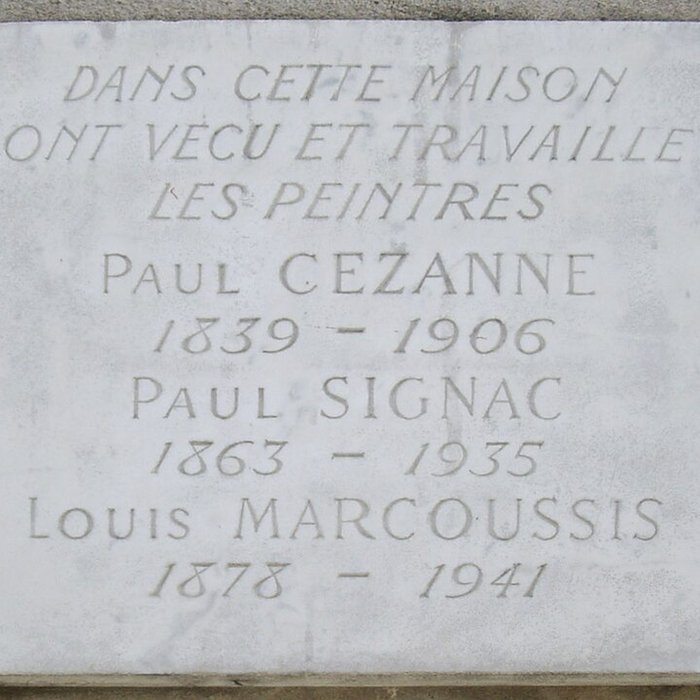 DANS CETTE MAISON
ONT VECU ET TRAVAILLE
LES PEINTRES
PAUL CEZANNE
1839 - 1906
PAUL SIGNAC
1863 - 1935
LOUIS MARCOUSSIS
1878 - 1941